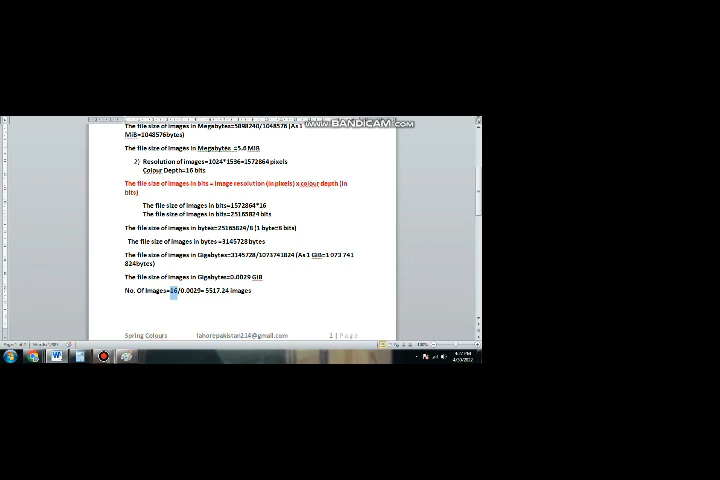 WWW.BANDICAM.COM
The file size of images in Megabytes=5898240/1048576 (As 1
MiB=1048576bytes)
The file size of images in Megabytes =5.6 MIB
2) Resolution of images=1024*1536=1572864 pixels
Colour Depth=16 bits
The file size of images in bits = image resolution (in pixels) x colour depth (in
bits)
The file size of images in bits=1572864*16
The file size of images in bits=25165824 bits
The file size of images in bytes=25165824/8 (1 byte=8 bits)
The file size of images in bytes =3145728 bytes
The file size of images in Gigabytes=3145728/1073741824 (As 1 GiB=1 073 741
824bytes)
The file size of images in Gigabytes=0.0029 GiB
No. Of Images=16/0.0029= 5517.24 images
Spring Colours lahorepakistan214@gmail.com 1 | Page
100%
4:27 PM